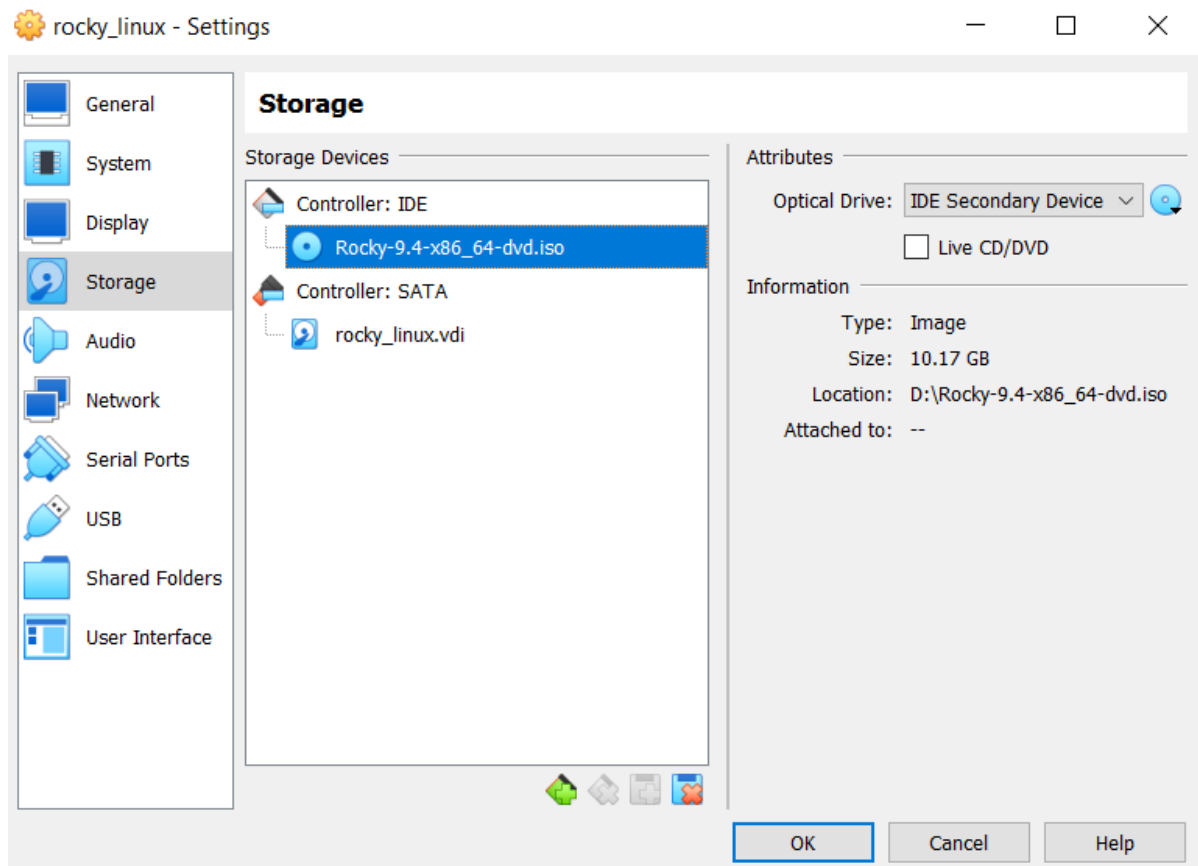 rocky_linux - Settings
General
System
Display
Storage
Audio
Network
Serial Ports
USB
Shared Folders
User Interface
Storage
Storage Devices
Controller: IDE
Rocky-9.4-x86_64-dvd.iso
Controller: SATA
rocky_linux.vdi
Attributes
Optical Drive: IDE Secondary Device
Live CD/DVD
Information
Type: Image
Size: 10.17 GB
Location: D:\Rocky-9.4-x86_64-dvd.iso
Attached to: --
OK Cancel Help